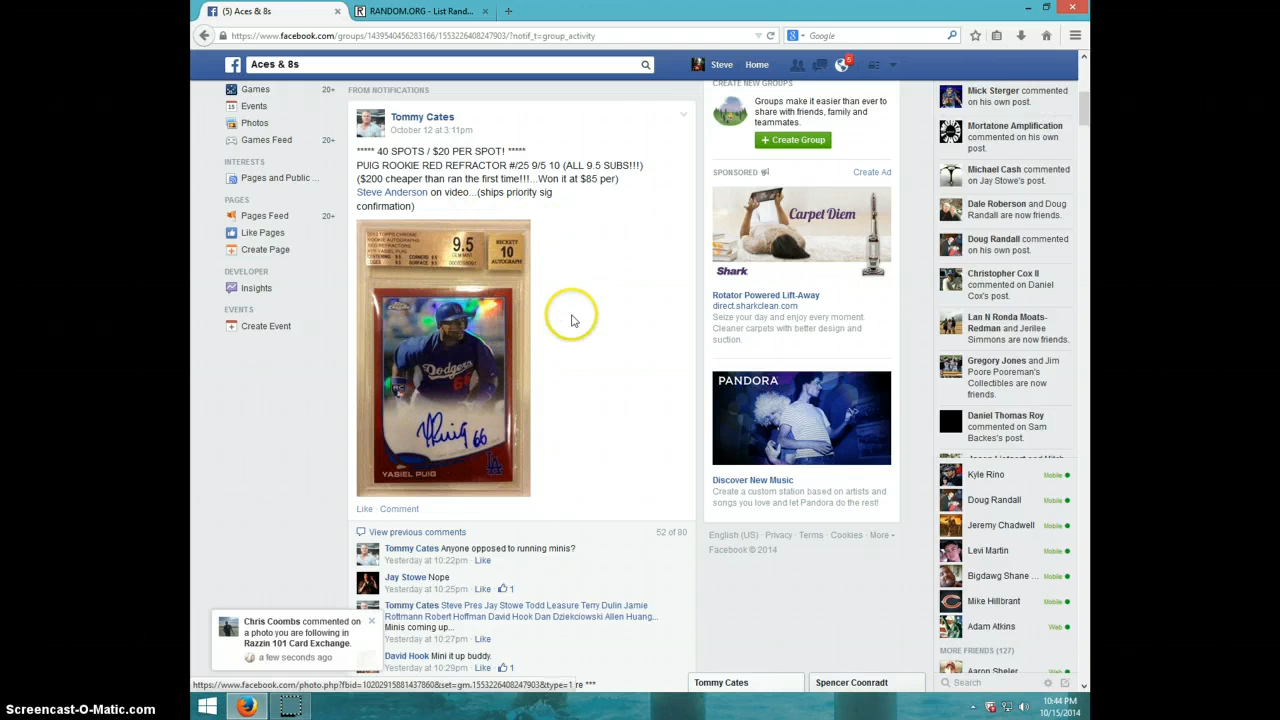 (5) Aces & 8s
RANDOM.ORG - List Rand...
https://www.facebook.com/groups/1439540456283166/1553226408247903/?notif_t=group_activity
Google
Aces & 8s
Steve
Home
5
Games 20+
Events
Photos
Games Feed 20+
INTERESTS
Pages and Public ...
PAGES
Pages Feed 20+
Like Pages
Create Page
DEVELOPER
Insights
EVENTS
Create Event
FROM NOTIFICATIONS
Tommy Cates
October 12 at 3:11pm
***** 40 SPOTS / $20 PER SPOT! *****
PUIG ROOKIE RED REFRACTOR #/25 9/5 10 (ALL 9.5 SUBS!!!)
($200 cheaper than ran the first time!!!...Won it at $85 per)
Steve Anderson on video...(ships priority sig
confirmation)
9.5
GEM MINT
BECKETT
10
AUTOGRAPH
Dodgers
66
RC
YASIEL PUIG
Like · Comment
View previous comments
52 of 80
Tommy Cates Anyone opposed to running minis?
Yesterday at 10:22pm · Like
Jay Stowe Nope
Yesterday at 10:25pm · Like · 1
Tommy Cates Steve Pres Jay Stowe Todd Leasure Terry Dulin Jamie
Rottmann Robert Hoffman David Hook Dan Dziekciowski Allen Huang...
Minis coming up...
Yesterday at 10:27pm · Like
David Hook Mini it up buddy.
Yesterday at 10:29pm · Like · 1
Chris Coombs commented on
a photo you are following in
Razzin 101 Card Exchange.
a few seconds ago
https://www.facebook.com/photo.php?fbid=10202915881437860&set=gm.1553226408247903&type=1 re ***
CREATE NEW GROUPS
Groups make it easier than ever to
share with friends, family and
teammates.
+ Create Group
SPONSORED
Create Ad
Carpet Diem
Shark
Rotator Powered Lift-Away
direct.sharkclean.com
Seize your day and enjoy every moment.
Cleaner carpets with better design and
suction.
PANDORA
Discover New Music
Create a custom station based on artists and
songs you love and let Pandora do the rest!
English (US) · Privacy · Terms · Cookies · More
Facebook © 2014
Mick Sterger commented
on his own post.
Mortatone Amplification
commented on his own
post.
Michael Cash commented
on Jay Stowe's post.
Dale Roberson and Doug
Randall are now friends.
Doug Randall commented
on his own post.
Christopher Cox II
commented on Daniel
Cox's post.
Lan N Ronda Moats-
Redman and Jerilee
Simmons are now friends.
Gregory Jones and Jim
Poore Pooreman's
Collectibles are now
friends.
Daniel Thomas Roy
commented on Sam
Backes's post.
Kyle Rino Mobile
Doug Randall Mobile
Jeremy Chadwell Mobile
Levi Martin Mobile
Bigdawg Shane ... Mobile
Mike Hillbrant Mobile
Adam Atkins Web
MORE FRIENDS (127)
Aaron Sheler
Search
Tommy Cates
Spencer Coonradt
10:44 PM
10/15/2014
Screencast-O-Matic.com